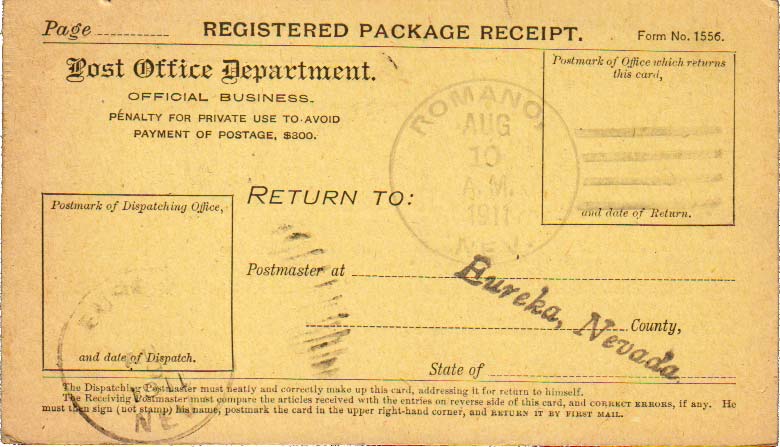 Page
REGISTERED PACKAGE RECEIPT.
Form No. 1556.
Post Office Department.
OFFICIAL BUSINESS.
PENALTY FOR PRIVATE USE TO AVOID
PAYMENT OF POSTAGE, $300.
Postmark of Office which returns
this card,
and date of Return.
ROMANO,
AUG
10
A.M.
1911
NEV.
RETURN TO:
Postmark of Dispatching Office,
and date of Dispatch.
Postmaster at
Eureka, Nevada
County,
State of
NEV
The Dispatching Postmaster must neatly and correctly make up this card, addressing it for return to himself.
The Receiving Postmaster must compare the articles received with the entries on reverse side of this card, and CORRECT ERRORS, if any. He
must then sign (not stamp) his name, postmark the card in the upper right-hand corner, and RETURN IT BY FIRST MAIL.